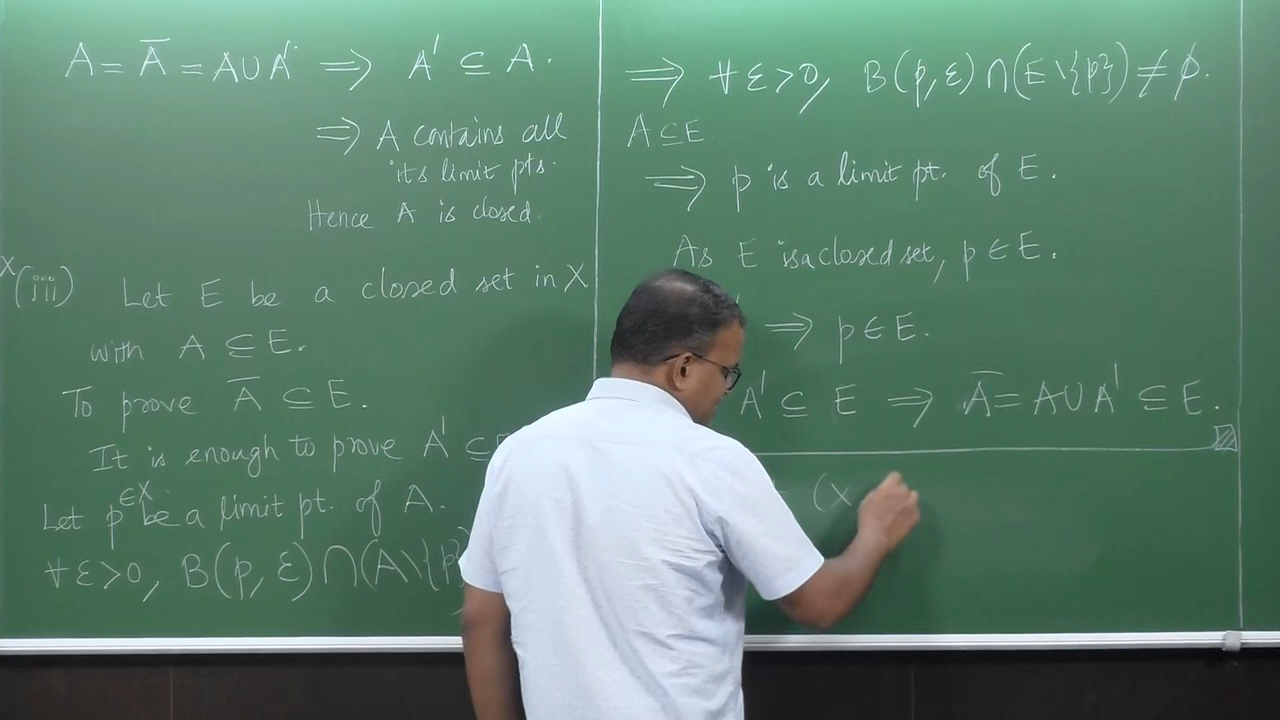 A = A̅ = A∪A' ⇒ A' ⊆ A.
⇒ A contains all
its limit pts.
Hence A is closed.
X
(iii) Let E be a closed set in X
with A ⊆ E.
To prove A̅ ⊆ E.
It is enough to prove A' ⊆
Let p ∈X be a limit pt. of A.
∀ ε>0, B(p, ε) ∩ (A\{p}
⇒ ∀ ε>0, B(p, ε) ∩ (E\{p}) ≠ ϕ.
A ⊆ E
⇒ p is a limit pt. of E.
As E is a closed set, p ∈ E.
⇒ p ∈ E.
A' ⊆ E ⇒ A̅ = A∪A' ⊆ E.
(X